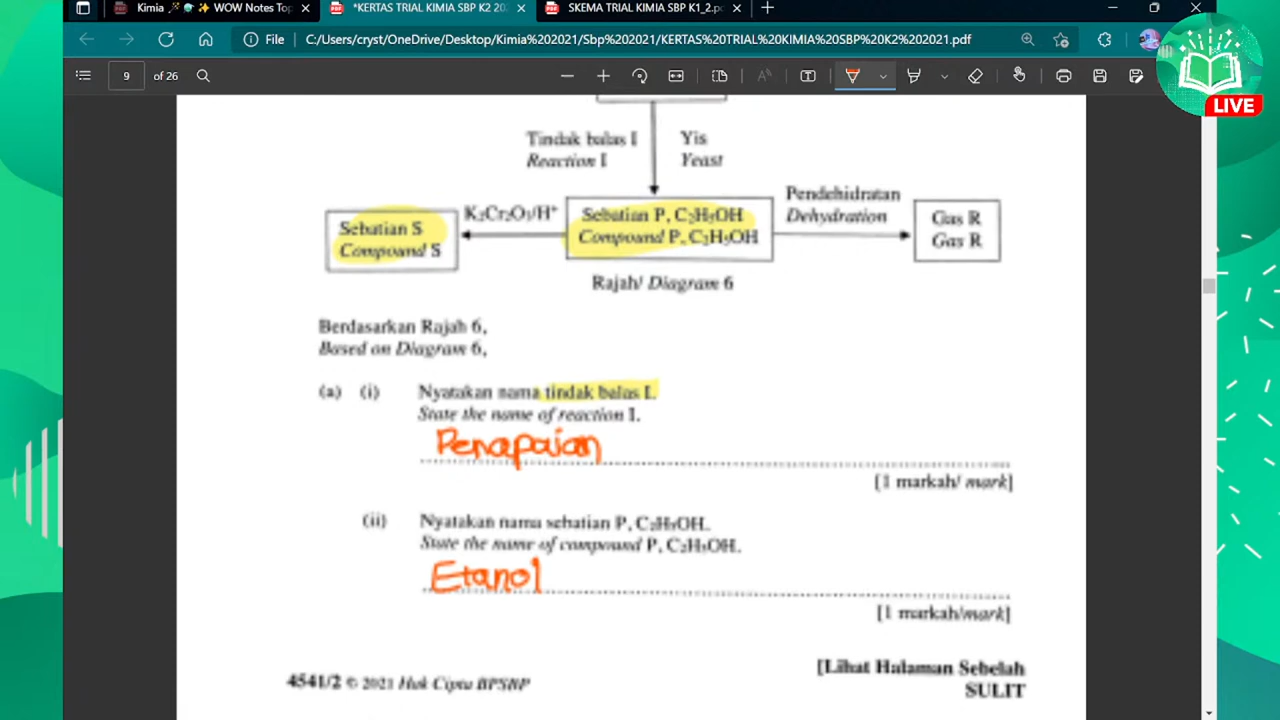 Kimia 🪄 🧪 ✨ WOW Notes Top
*KERTAS TRIAL KIMIA SBP K2 202
SKEMA TRIAL KIMIA SBP K1_2.p
File C:/Users/cryst/OneDrive/Desktop/Kimia%202021/Sbp%202021/KERTAS%20TRIAL%20KIMIA%20SBP%20K2%202021.pdf
9 of 26
LIVE
Tindak balas I
Reaction I
Yis
Yeast
Sebatian S
Compound S
K₂Cr₂O₇/H⁺
Sebatian P, C₂H₅OH
Compound P, C₂H₅OH
Pendehidratan
Dehydration
Gas R
Gas R
Rajah/ Diagram 6
Berdasarkan Rajah 6,
Based on Diagram 6,
(a) (i) Nyatakan nama tindak balas I.
State the name of reaction I.
Penapaian
[1 markah/ mark]
(ii) Nyatakan nama sebatian P, C₂H₅OH.
State the name of compound P, C₂H₅OH.
Etanol
[1 markah/mark]
4541/2 © 2021 Hak Cipta BPSBP
[Lihat Halaman Sebelah
SULIT